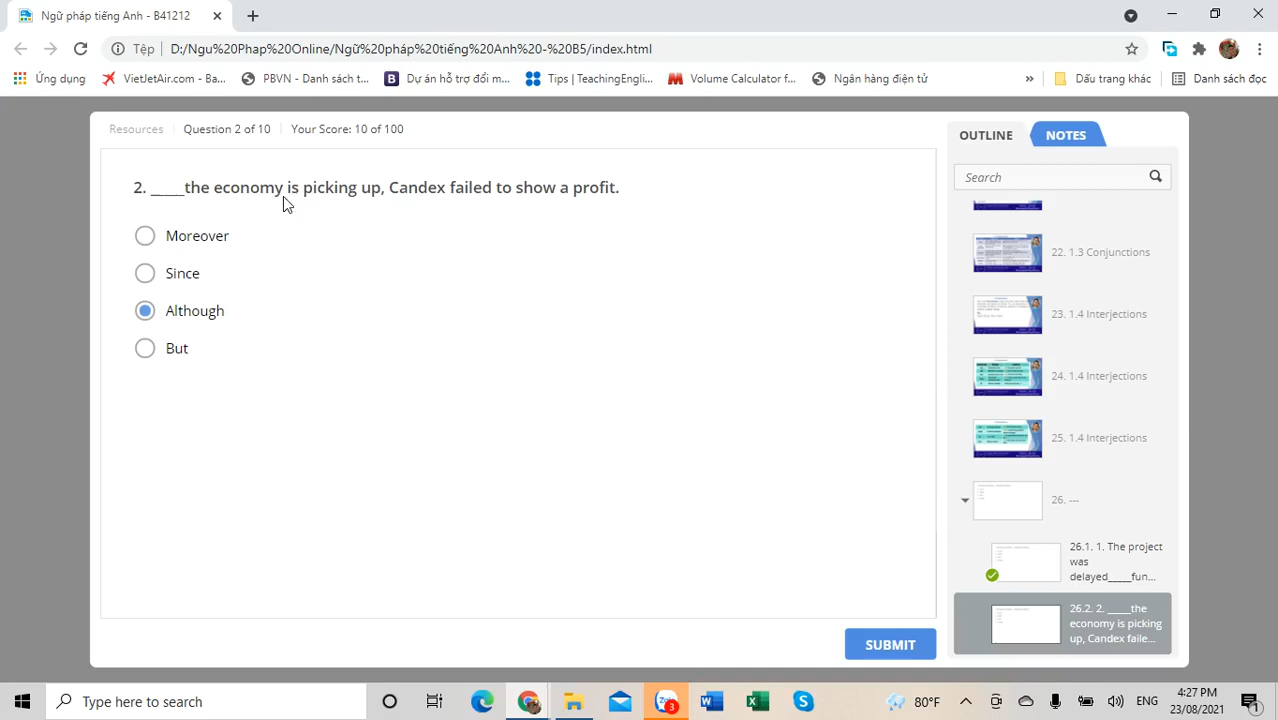 Ngữ pháp tiếng Anh - B41212
Tệp
D:/Ngu%20Phap%20Online/Ngữ%20pháp%20tiếng%20Anh%20-%20B5/index.html
Ứng dụng
VietJetAir.com - Ba...
PBVN - Danh sách t...
Dự án hỗ trợ đổi m...
Tips | TeachingEngli...
Volume Calculator f...
Ngân hàng điện tử
»
Dấu trang khác
Danh sách đọc
Resources
Question 2 of 10
Your Score: 10 of 100
2. _____the economy is picking up, Candex failed to show a profit.
Moreover
Since
Although
But
SUBMIT
OUTLINE
NOTES
Search
22. 1.3 Conjunctions
23. 1.4 Interjections
24. 1.4 Interjections
25. 1.4 Interjections
26. ---
26.1. 1. The project
was
delayed_____fun...
26.2. 2. _____the
economy is picking
up, Candex faile...
Type here to search
3
80°F
ENG
4:27 PM
23/08/2021
1